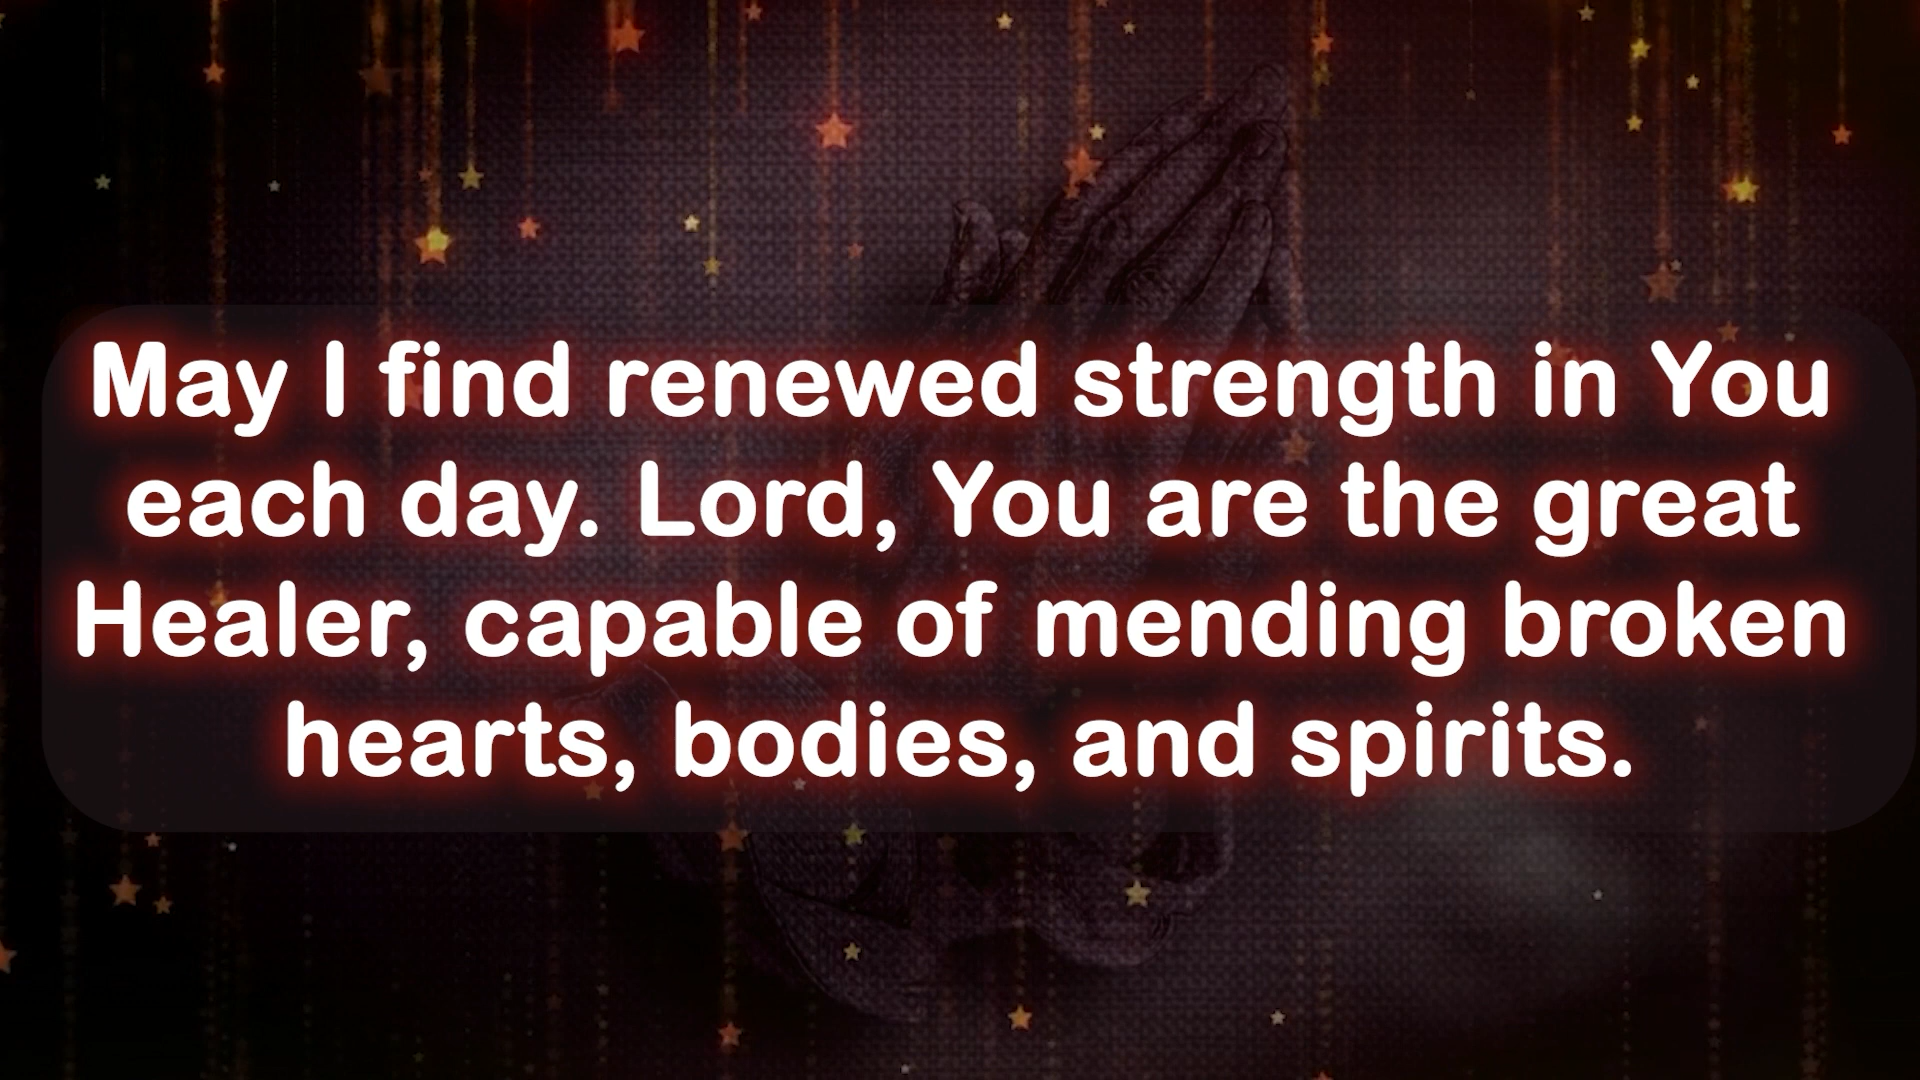 May I find renewed strength in You
each day. Lord, You are the great
Healer, capable of mending broken
hearts, bodies, and spirits.